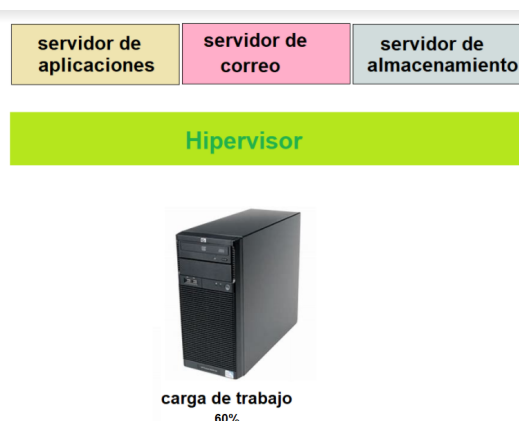 servidor de
aplicaciones
servidor de
correo
servidor de
almacenamiento
Hipervisor
carga de trabajo
60%